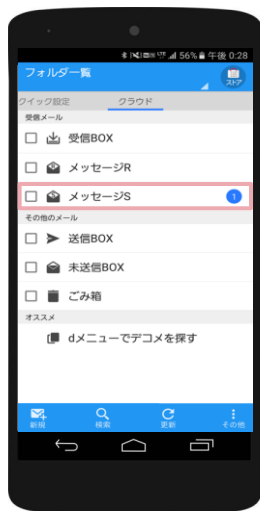 56% 午後 0:28
フォルダ一覧
ストア
クイック設定 クラウド
受信メール
受信BOX
メッセージR
メッセージS 1
その他のメール
送信BOX
未送信BOX
ごみ箱
オススメ
dメニューでデコメを探す
新規 検索 更新 その他